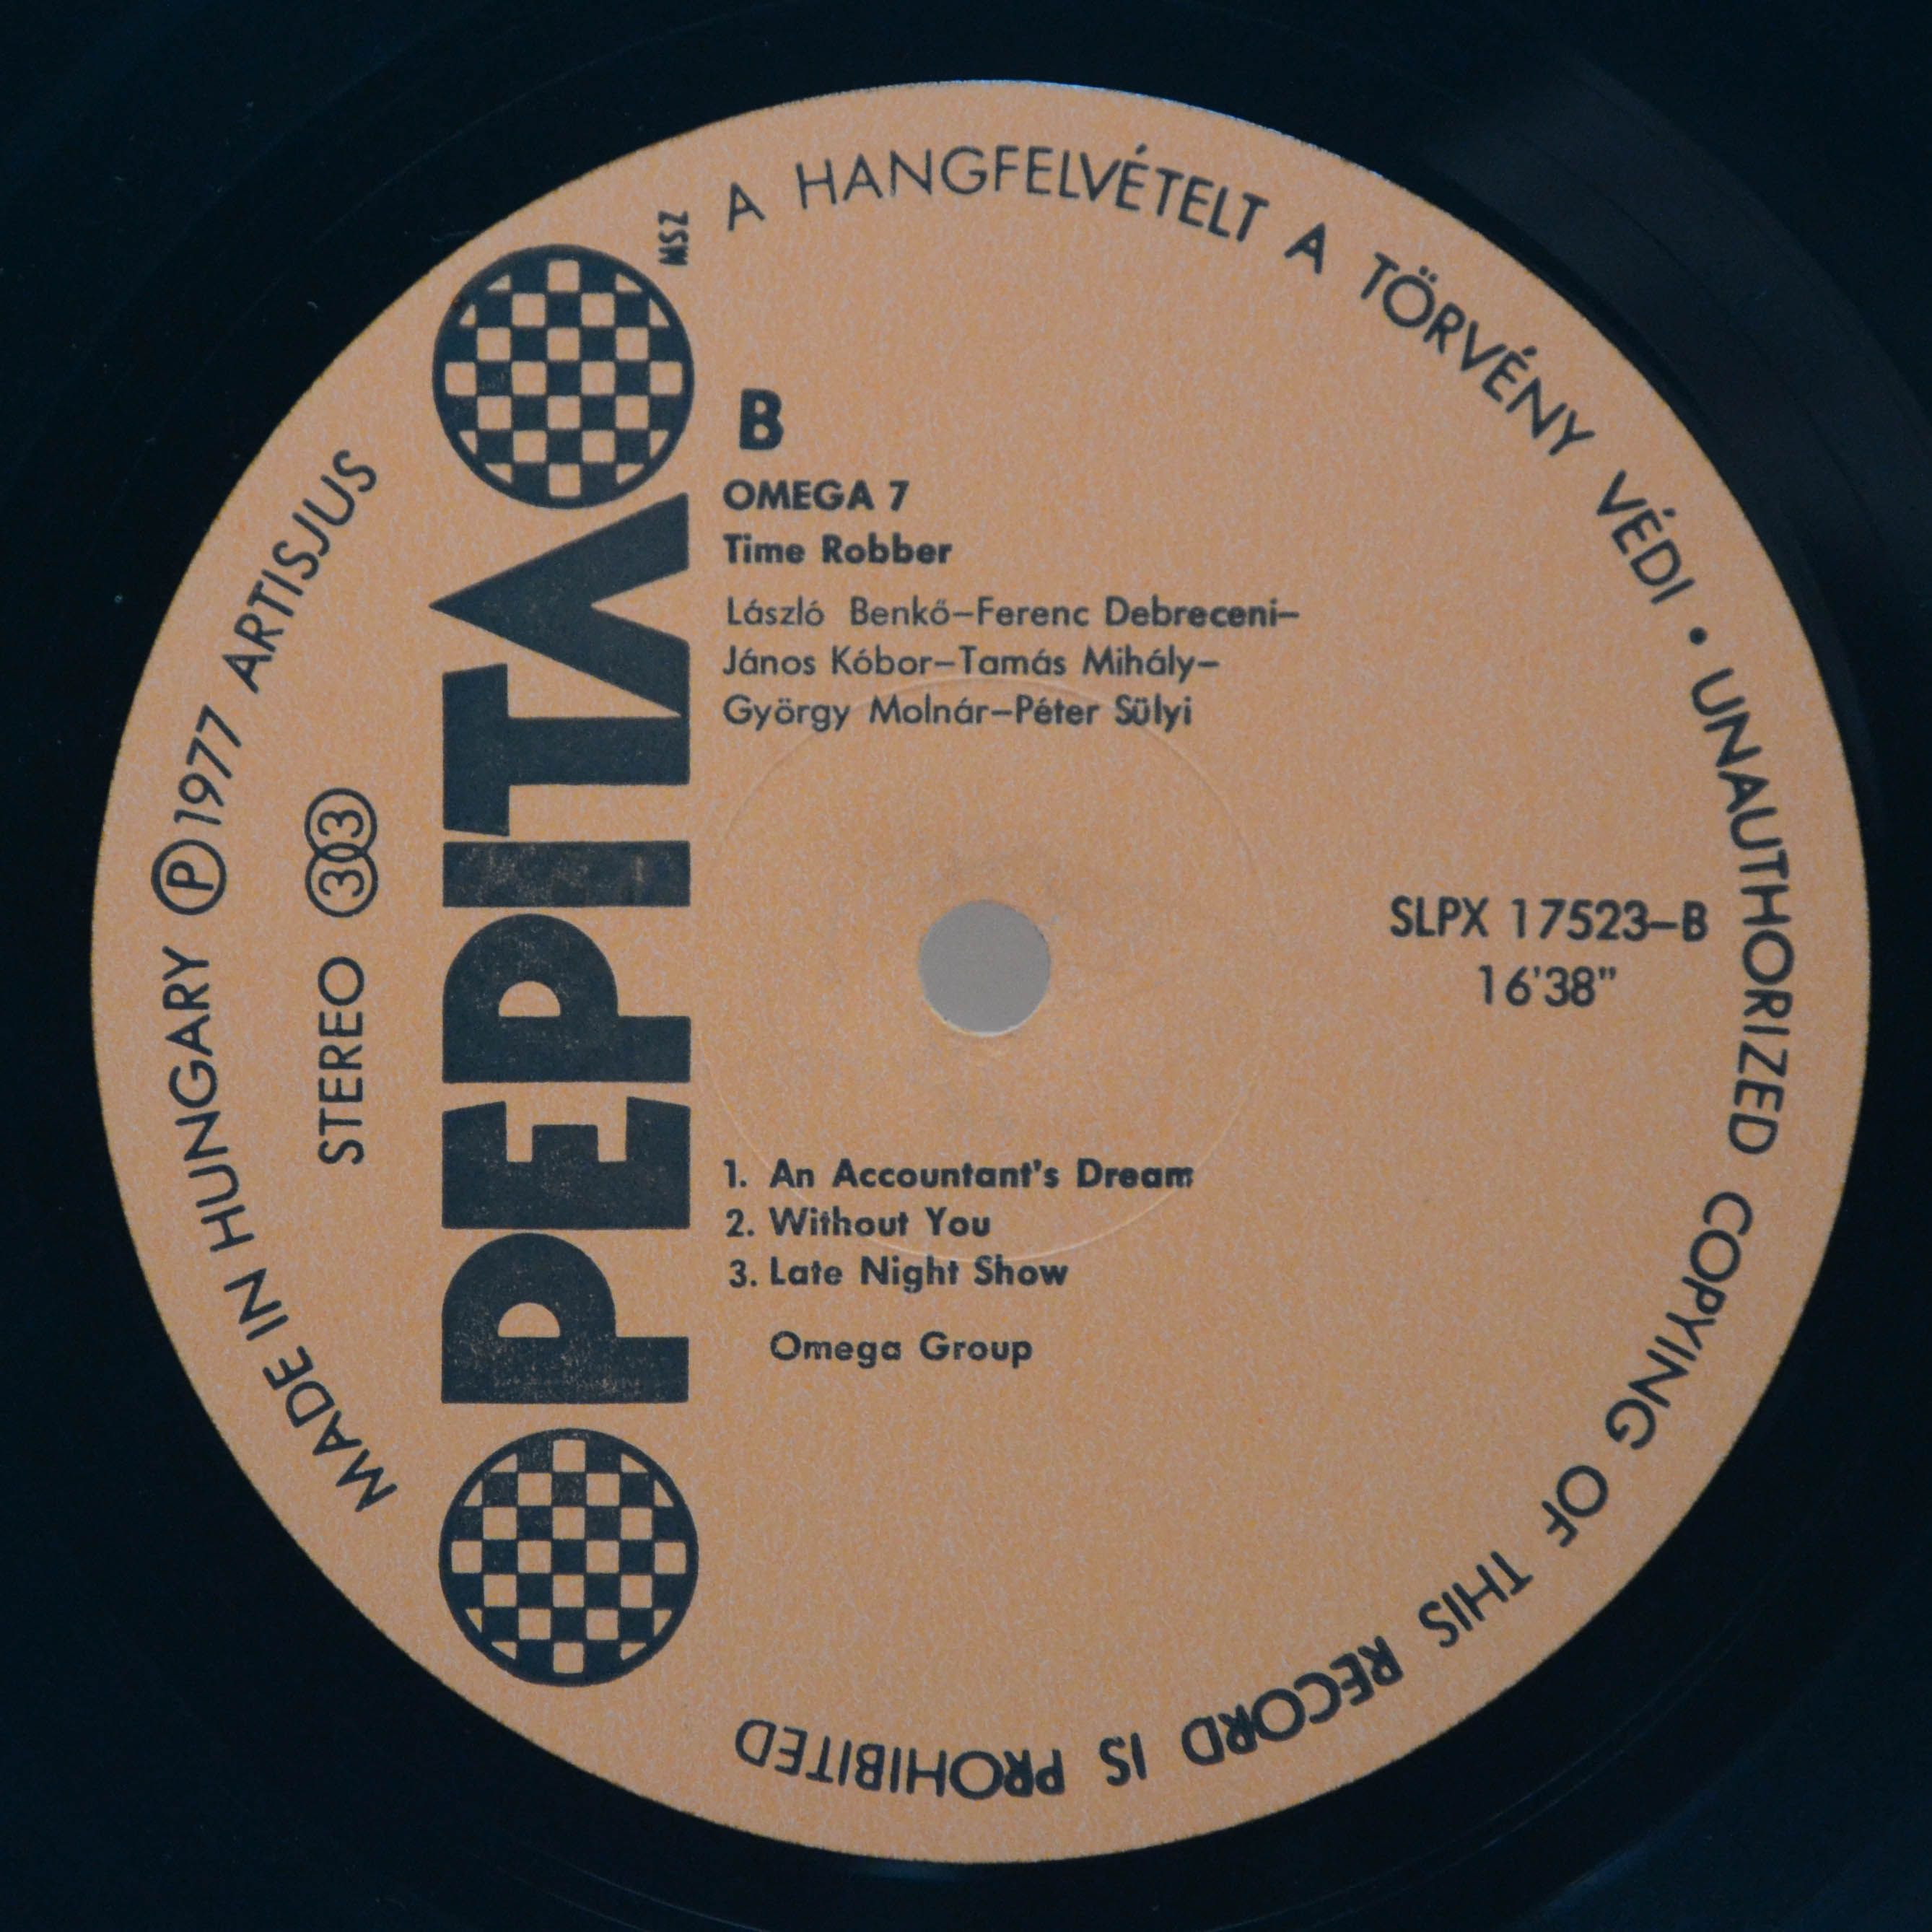 A HANGFELVÉTELT A TÖRVÉNY VÉDI • UNAUTHORIZED COPYING OF THIS RECORD IS PROHIBITED
MADE IN HUNGARY Ⓟ 1977 ARTISJUS
STEREO 303
PEPITA
MSZ
B
OMEGA 7
Time Robber
László Benkő–Ferenc Debreceni–
János Kóbor–Tamás Mihály–
György Molnár–Péter Sülyi
SLPX 17523–B
16'38"
1. An Accountant's Dream
2. Without You
3. Late Night Show
Omega Group